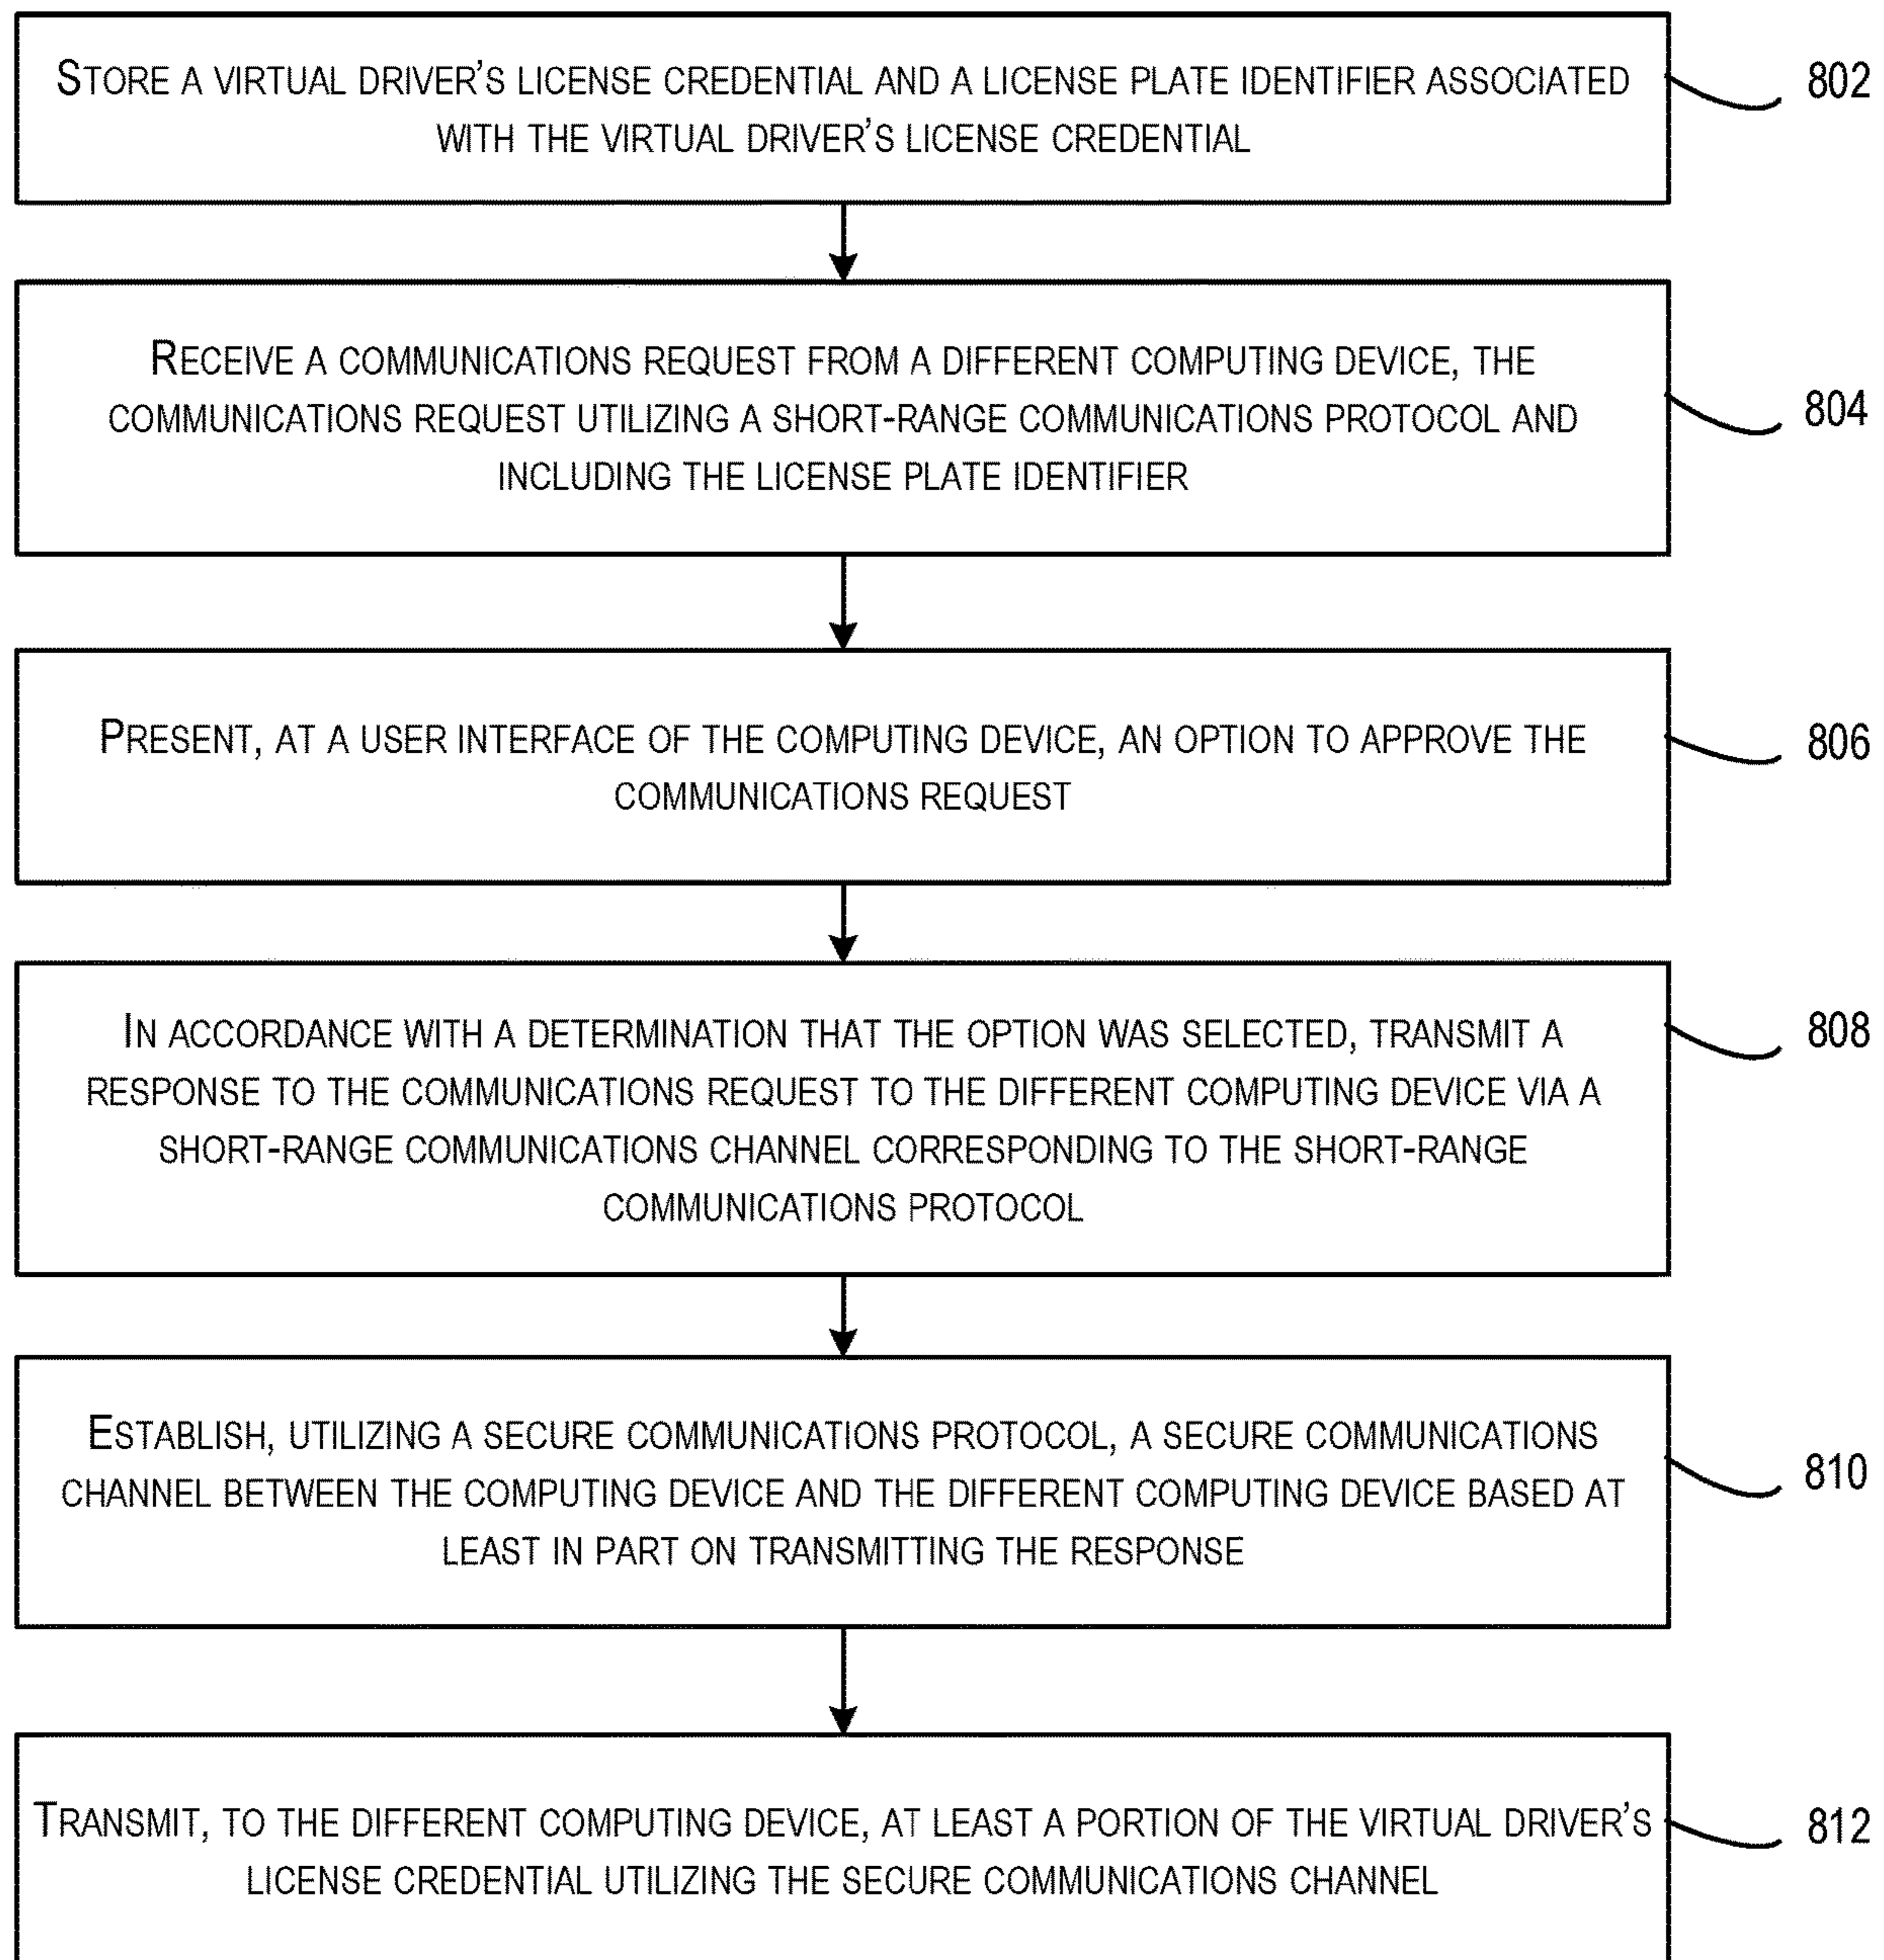 STORE A VIRTUAL DRIVER'S LICENSE CREDENTIAL AND A LICENSE PLATE IDENTIFIER ASSOCIATED
WITH THE VIRTUAL DRIVER'S LICENSE CREDENTIAL
802
RECEIVE A COMMUNICATIONS REQUEST FROM A DIFFERENT COMPUTING DEVICE, THE
COMMUNICATIONS REQUEST UTILIZING A SHORT-RANGE COMMUNICATIONS PROTOCOL AND
INCLUDING THE LICENSE PLATE IDENTIFIER
804
PRESENT, AT A USER INTERFACE OF THE COMPUTING DEVICE, AN OPTION TO APPROVE THE
COMMUNICATIONS REQUEST
806
IN ACCORDANCE WITH A DETERMINATION THAT THE OPTION WAS SELECTED, TRANSMIT A
RESPONSE TO THE COMMUNICATIONS REQUEST TO THE DIFFERENT COMPUTING DEVICE VIA A
SHORT-RANGE COMMUNICATIONS CHANNEL CORRESPONDING TO THE SHORT-RANGE
COMMUNICATIONS PROTOCOL
808
ESTABLISH, UTILIZING A SECURE COMMUNICATIONS PROTOCOL, A SECURE COMMUNICATIONS
CHANNEL BETWEEN THE COMPUTING DEVICE AND THE DIFFERENT COMPUTING DEVICE BASED AT
LEAST IN PART ON TRANSMITTING THE RESPONSE
810
TRANSMIT, TO THE DIFFERENT COMPUTING DEVICE, AT LEAST A PORTION OF THE VIRTUAL DRIVER'S
LICENSE CREDENTIAL UTILIZING THE SECURE COMMUNICATIONS CHANNEL
812